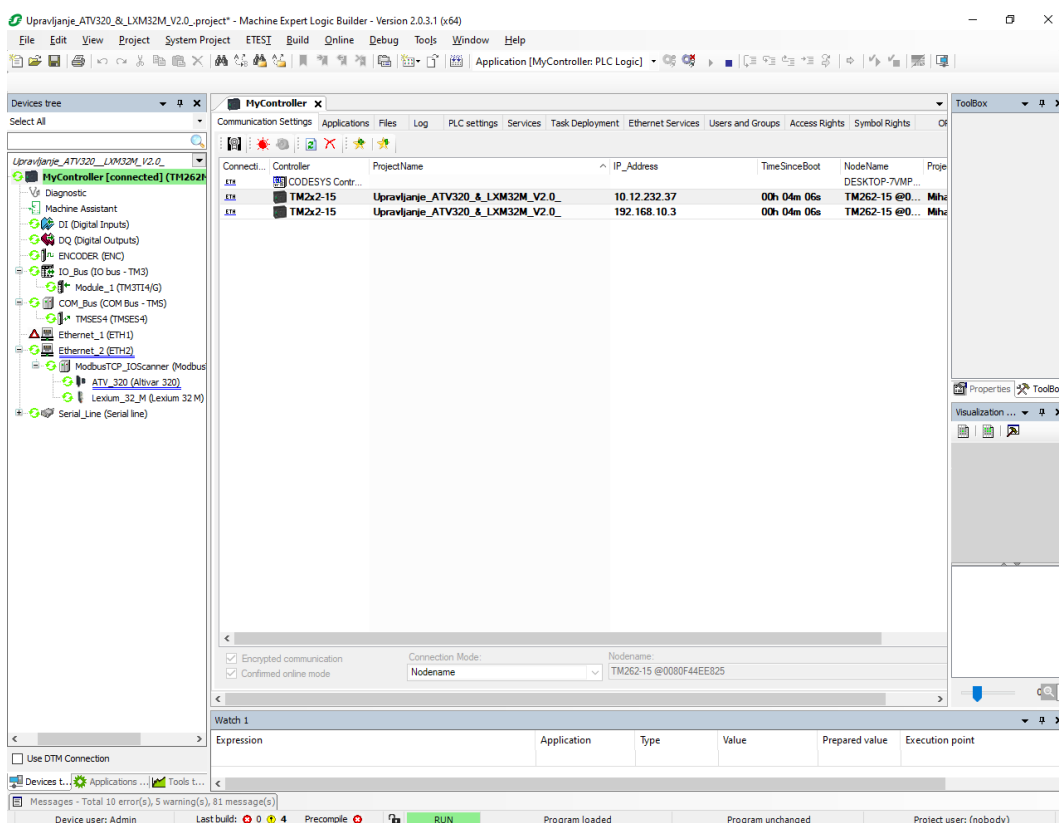 Upravljanje_ATV320_&_LXM32M_V2.0_.project* - Machine Expert Logic Builder - Version 2.0.3.1 (x64)
File Edit View Project System Project ETEST Build Online Debug Tools Window Help
Application [MyController: PLC Logic]
Devices tree
Select All
Upravljanje_ATV320__LXM32M_V2.0_
MyController [connected] (TM262M
Diagnostic
Machine Assistant
DI (Digital Inputs)
DQ (Digital Outputs)
ENCODER (ENC)
IO_Bus (IO bus - TM3)
Module_1 (TM3TI4/G)
COM_Bus (COM Bus - TMS)
TMSES4 (TMSES4)
Ethernet_1 (ETH1)
Ethernet_2 (ETH2)
ModbusTCP_IOScanner (Modbus
ATV_320 (Altivar 320)
Lexium_32_M (Lexium 32 M)
Serial_Line (Serial line)
Use DTM Connection
Devices t... Applications ... Tools t...
MyController
Communication Settings Applications Files Log PLC settings Services Task Deployment Ethernet Services Users and Groups Access Rights Symbol Rights OP
Connecti... Controller ProjectName IP_Address TimeSinceBoot NodeName Proje
ETH CODESYS Contr... DESKTOP-7VMP...
ETH TM2x2-15 Upravljanje_ATV320_&_LXM32M_V2.0_ 10.12.232.37 00h 04m 06s TM262-15 @0... Miha
ETH TM2x2-15 Upravljanje_ATV320_&_LXM32M_V2.0_ 192.168.10.3 00h 04m 06s TM262-15 @0... Miha
Encrypted communication Connection Mode: Nodename:
Confirmed online mode Nodename TM262-15 @0080F44EE825
Watch 1
Expression Application Type Value Prepared value Execution point
ToolBox
Properties ToolBo
Visualization ...
Messages - Total 10 error(s), 5 warning(s), 81 message(s)
Device user: Admin Last build: 0 4 Precompile RUN Program loaded Program unchanged Project user: (nobody)